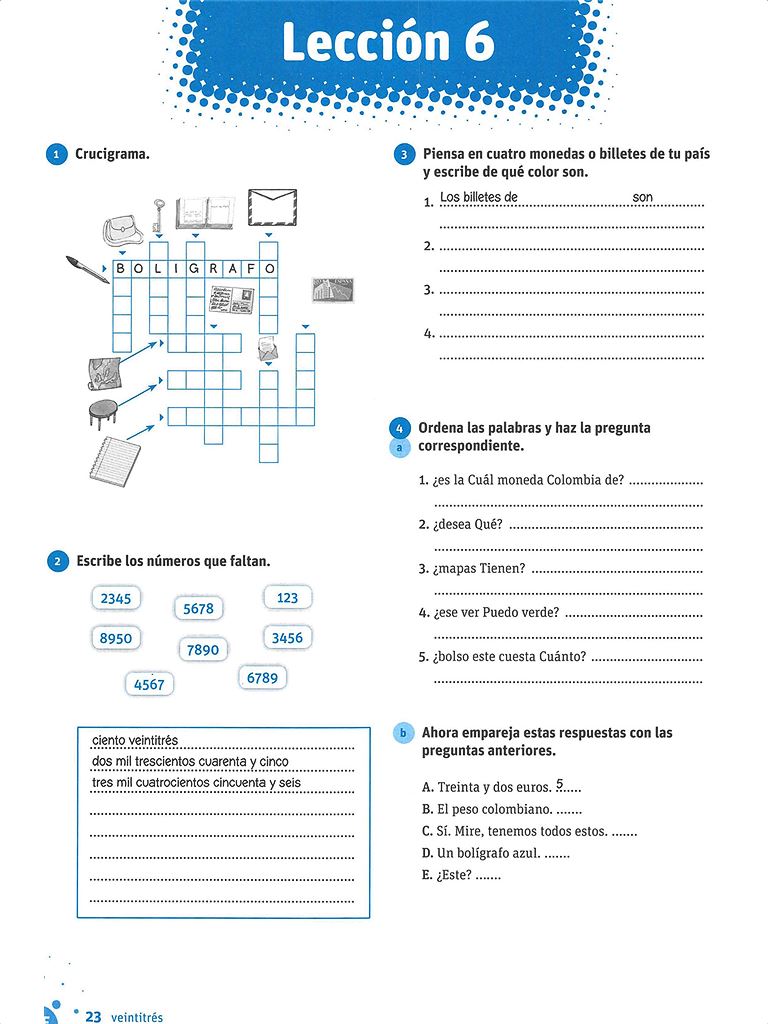 Lección 6
1 Crucigrama.
BOLIGRAFO
2 Escribe los números que faltan.
2345
5678
123
8950
7890
3456
4567
6789
ciento veintitrés
dos mil trescientos cuarenta y cinco
tres mil cuatrocientos cincuenta y seis
3 Piensa en cuatro monedas o billetes de tu país
y escribe de qué color son.
1. Los billetes de son
2.
3.
4.
4 Ordena las palabras y haz la pregunta
a correspondiente.
1. ¿es la Cuál moneda Colombia de?
2. ¿desea Qué?
3. ¿mapas Tienen?
4. ¿ese ver Puedo verde?
5. ¿bolso este cuesta Cuánto?
b Ahora empareja estas respuestas con las
preguntas anteriores.
A. Treinta y dos euros. 5
B. El peso colombiano.
C. Sí. Mire, tenemos todos estos.
D. Un bolígrafo azul.
E. ¿Este?
23 veintitrés